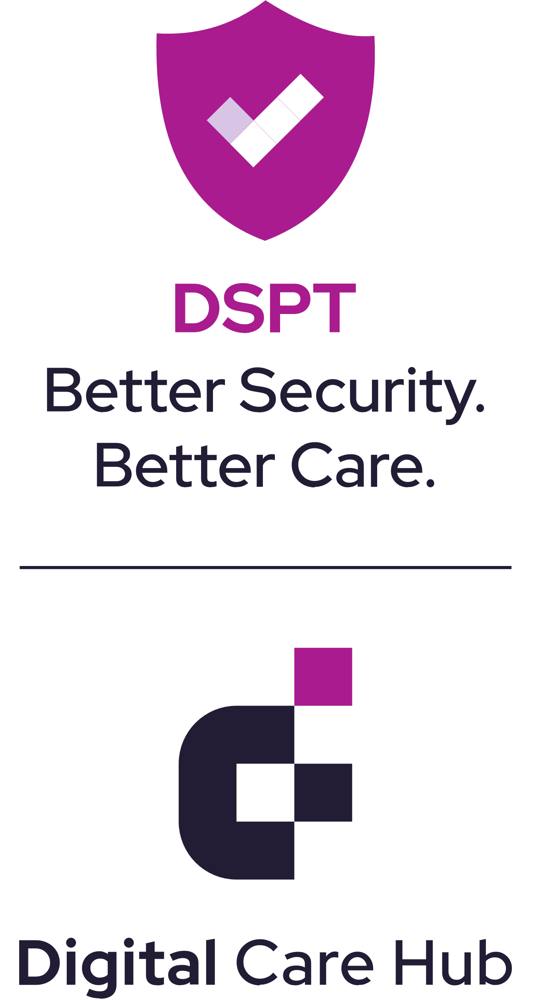 DSPT
Better Security.
Better Care.
Digital Care Hub